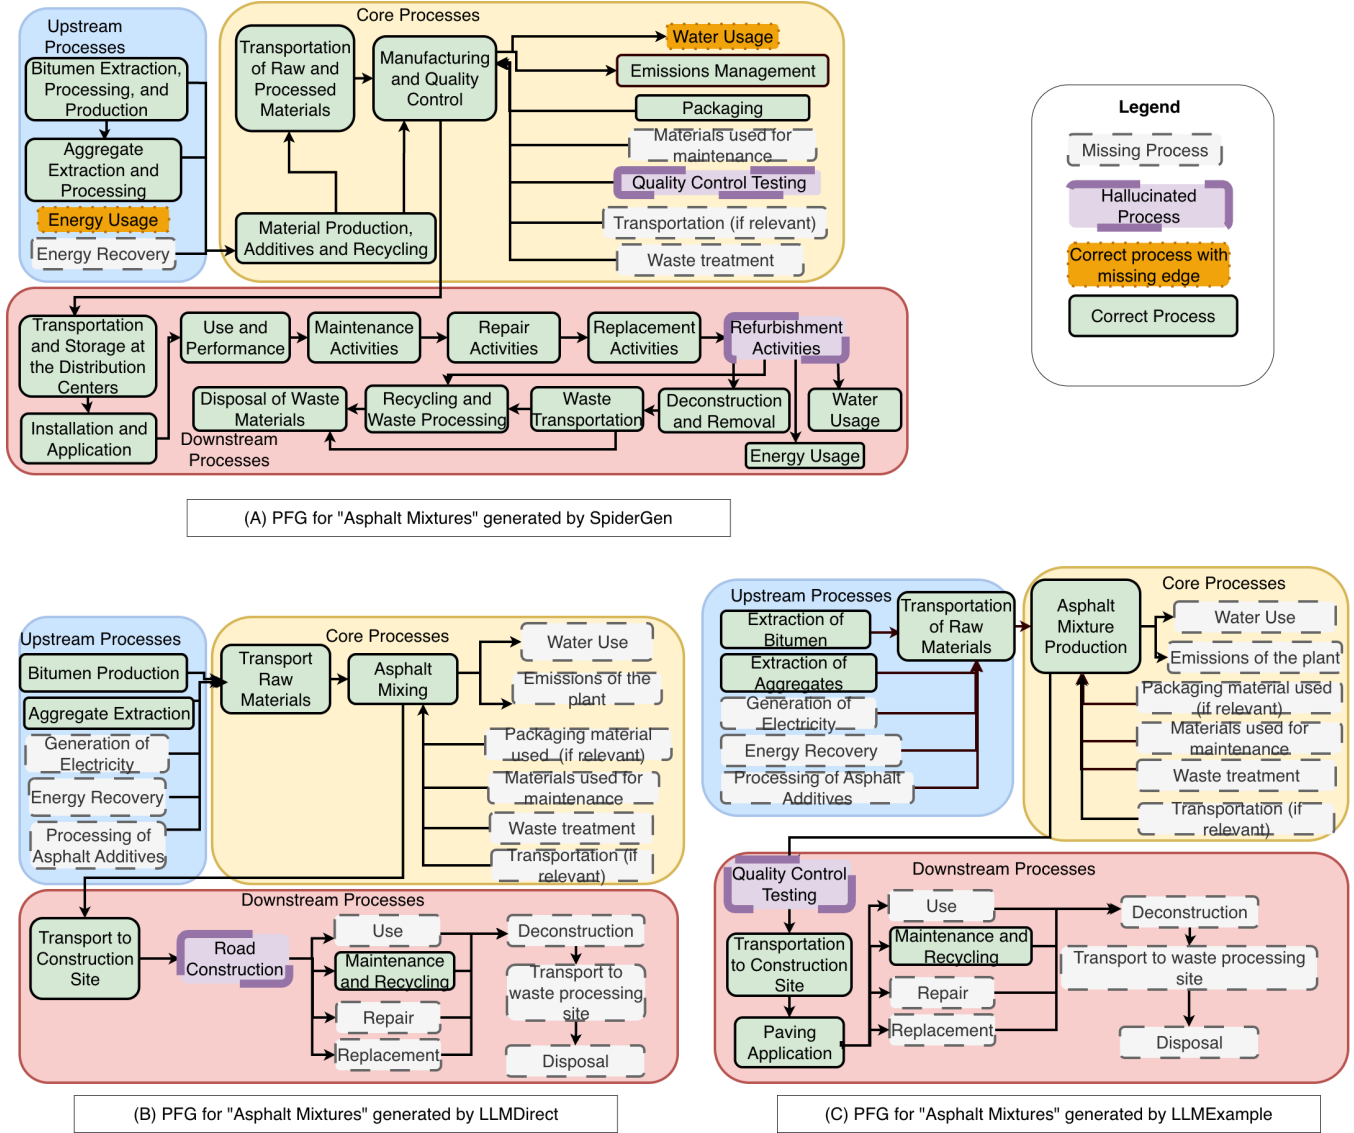 Upstream
Processes
Bitumen Extraction,
Processing, and
Production
Aggregate
Extraction and
Processing
Energy Usage
Energy Recovery
Core Processes
Transportation
of Raw and
Processed
Materials
Manufacturing
and Quality
Control
Material Production,
Additives and Recycling
Water Usage
Emissions Management
Packaging
Materials used for
maintenance
Quality Control Testing
Transportation (if relevant)
Waste treatment
Legend
Missing Process
Hallucinated
Process
Correct process with
missing edge
Correct Process
Transportation
and Storage at
the Distribution
Centers
Installation and
Application
Use and
Performance
Maintenance
Activities
Repair
Activities
Replacement
Activities
Refurbishment
Activities
Disposal of Waste
Materials
Recycling and
Waste Processing
Waste
Transportation
Deconstruction
and Removal
Water
Usage
Energy Usage
Downstream
Processes
(A) PFG for "Asphalt Mixtures" generated by SpiderGen
Upstream Processes
Bitumen Production
Aggregate Extraction
Generation of
Electricity
Energy Recovery
Processing of
Asphalt Additives
Core Processes
Transport
Raw
Materials
Asphalt
Mixing
Water Use
Emissions of the
plant
Packaging material
used (if relevant)
Materials used for
maintenance
Waste treatment
Transportation (if
relevant)
Downstream Processes
Transport to
Construction
Site
Road
Construction
Use
Maintenance
and Recycling
Repair
Replacement
Deconstruction
Transport to
waste processing
site
Disposal
(B) PFG for "Asphalt Mixtures" generated by LLMDirect
Upstream Processes
Extraction of
Bitumen
Extraction of
Aggregates
Generation of
Electricity
Energy Recovery
Processing of Asphalt
Additives
Transportation
of Raw
Materials
Core Processes
Asphalt
Mixture
Production
Water Use
Emissions of the plant
Packaging material used
(if relevant)
Materials used for
maintenance
Waste treatment
Transportation (if
relevant)
Downstream Processes
Quality Control
Testing
Transportation
to Construction
Site
Paving
Application
Use
Maintenance and
Recycling
Repair
Replacement
Deconstruction
Transport to waste processing
site
Disposal
(C) PFG for "Asphalt Mixtures" generated by LLMExample